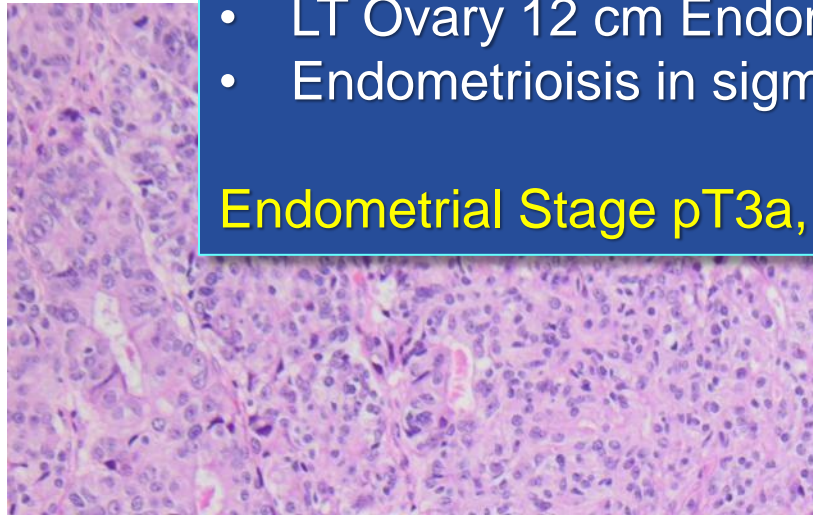 • LT Ovary 12 cm
• Endometrioisis in
Endometrial Stage pT3a,